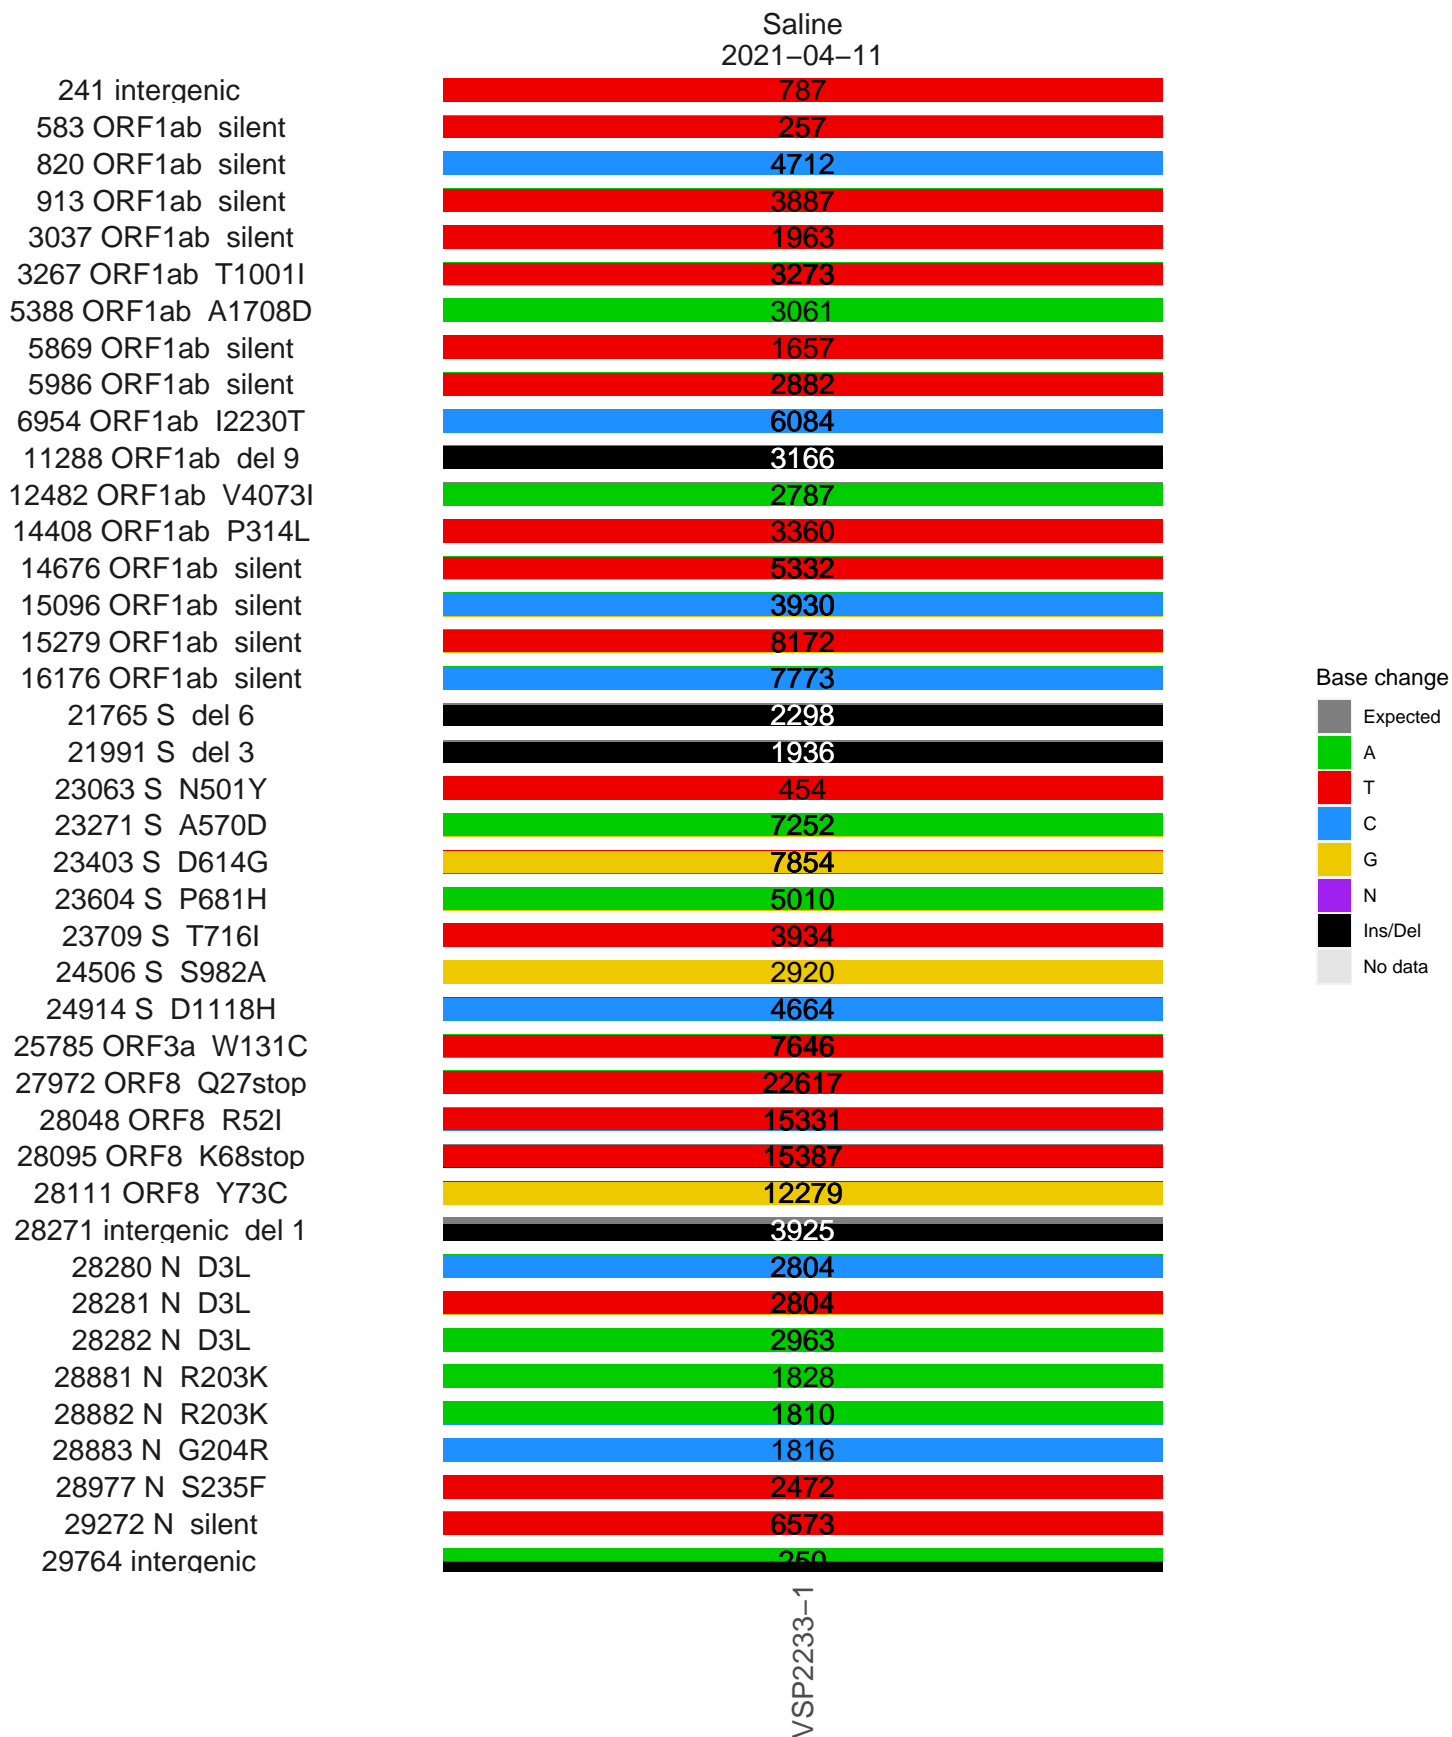 Saline
2021−04−11
241 intergenic 787
583 ORF1ab silent 257
820 ORF1ab silent 4712
913 ORF1ab silent 3887
3037 ORF1ab silent 1963
3267 ORF1ab T1001I 3273
5388 ORF1ab A1708D 3061
5869 ORF1ab silent 1657
5986 ORF1ab silent 2882
6954 ORF1ab I2230T 6084
11288 ORF1ab del 9 3166
12482 ORF1ab V4073I 2787
14408 ORF1ab P314L 3360
14676 ORF1ab silent 5332
15096 ORF1ab silent 3930
15279 ORF1ab silent 8172
16176 ORF1ab silent 7773
21765 S del 6 2298
21991 S del 3 1936
23063 S N501Y 454
23271 S A570D 7252
23403 S D614G 7854
23604 S P681H 5010
23709 S T716I 3934
24506 S S982A 2920
24914 S D1118H 4664
25785 ORF3a W131C 7646
27972 ORF8 Q27stop 22617
28048 ORF8 R52I 15331
28095 ORF8 K68stop 15387
28111 ORF8 Y73C 12279
28271 intergenic del 1 3925
28280 N D3L 2804
28281 N D3L 2804
28282 N D3L 2963
28881 N R203K 1828
28882 N R203K 1810
28883 N G204R 1816
28977 N S235F 2472
29272 N silent 6573
29764 intergenic 250
VSP2233−1
Base change
Expected
A
T
C
G
N
Ins/Del
No data